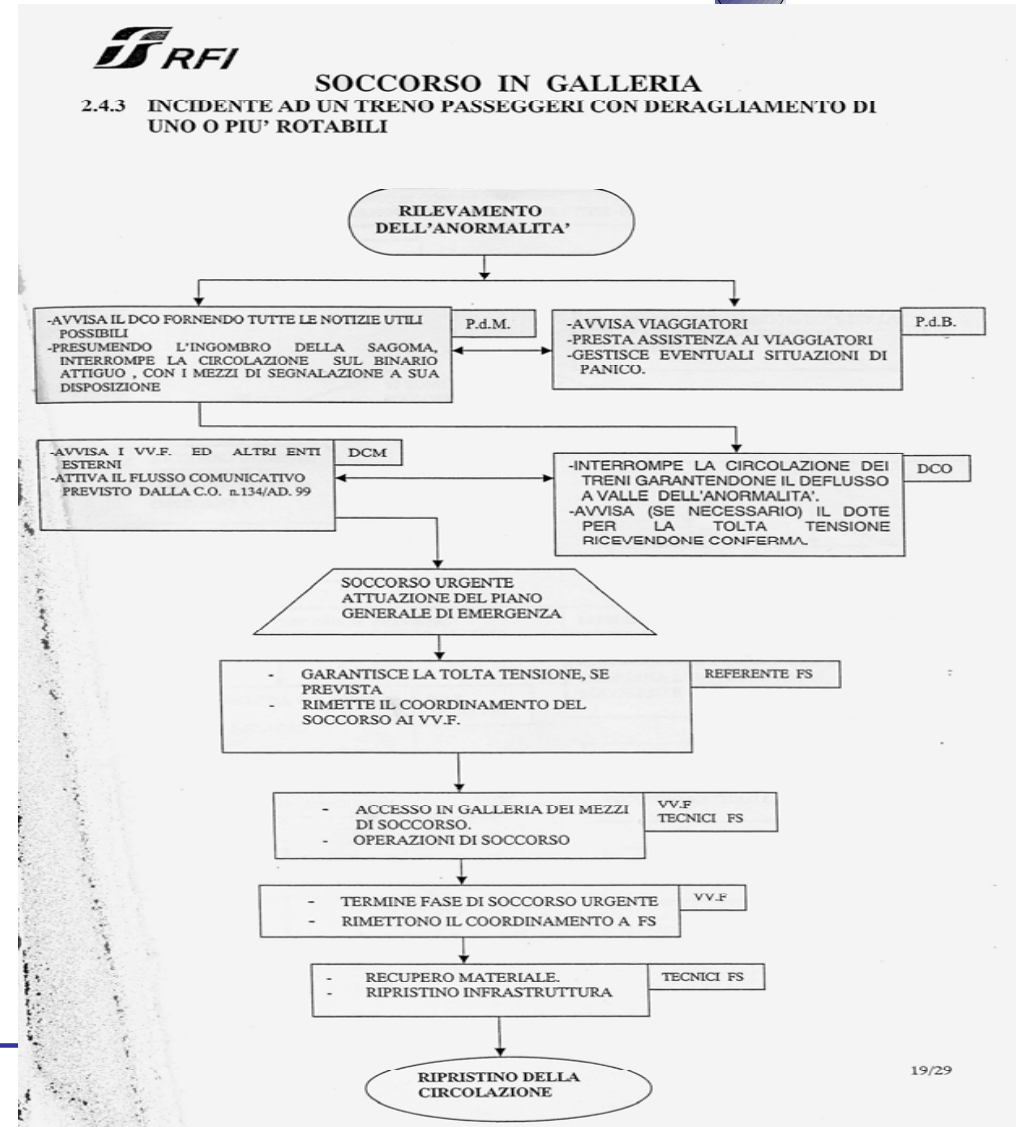 RFI
SOCCORSO IN GALLERIA
2.4.3 INCIDENTE AD UN TRENO PASSEGGERI CON DERAGLIAMENTO DI
UNO O PIU' ROTABILI
RILEVAMENTO
DELL'ANORMALITA'
-AVVISA IL DCO FORNENDO TUTTE LE NOTIZIE UTILI
POSSIBILI
-PRESUMENDO L'INGOMBRO DELLA SAGOMA,
INTERROMPE LA CIRCOLAZIONE SUL BINARIO
ATTIGUO , CON I MEZZI DI SEGNALAZIONE A SUA
DISPOSIZIONE
P.d.M.
-AVVISA VIAGGIATORI
-PRESTA ASSISTENZA AI VIAGGIATORI
-GESTISCE EVENTUALI SITUAZIONI DI
PANICO.
P.d.B.
-AVVISA I VV.F. ED ALTRI ENTI
ESTERNI
-ATTIVA IL FLUSSO COMUNICATIVO
PREVISTO DALLA C.O. n.134/AD. 99
DCM
-INTERROMPE LA CIRCOLAZIONE DEI
TRENI GARANTENDONE IL DEFLUSSO
A VALLE DELL'ANORMALITA'.
-AVVISA (SE NECESSARIO) IL DOTE
PER LA TOLTA TENSIONE
RICEVENDONE CONFERMA.
DCO
SOCCORSO URGENTE
ATTUAZIONE DEL PIANO
GENERALE DI EMERGENZA
- GARANTISCE LA TOLTA TENSIONE, SE
PREVISTA
- RIMETTE IL COORDINAMENTO DEL
SOCCORSO AI VV.F.
REFERENTE FS
- ACCESSO IN GALLERIA DEI MEZZI
DI SOCCORSO.
- OPERAZIONI DI SOCCORSO
VV.F
TECNICI FS
- TERMINE FASE DI SOCCORSO URGENTE
- RIMETTONO IL COORDINAMENTO A FS
VV.F
- RECUPERO MATERIALE.
- RIPRISTINO INFRASTRUTTURA
TECNICI FS
RIPRISTINO DELLA
CIRCOLAZIONE
19/29